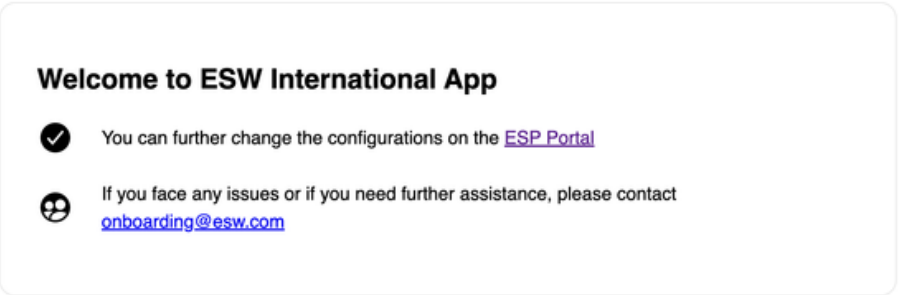 Welcome to ESW International App
You can further change the configurations on the ESP Portal
If you face any issues or if you need further assistance, please contact
onboarding@esw.com